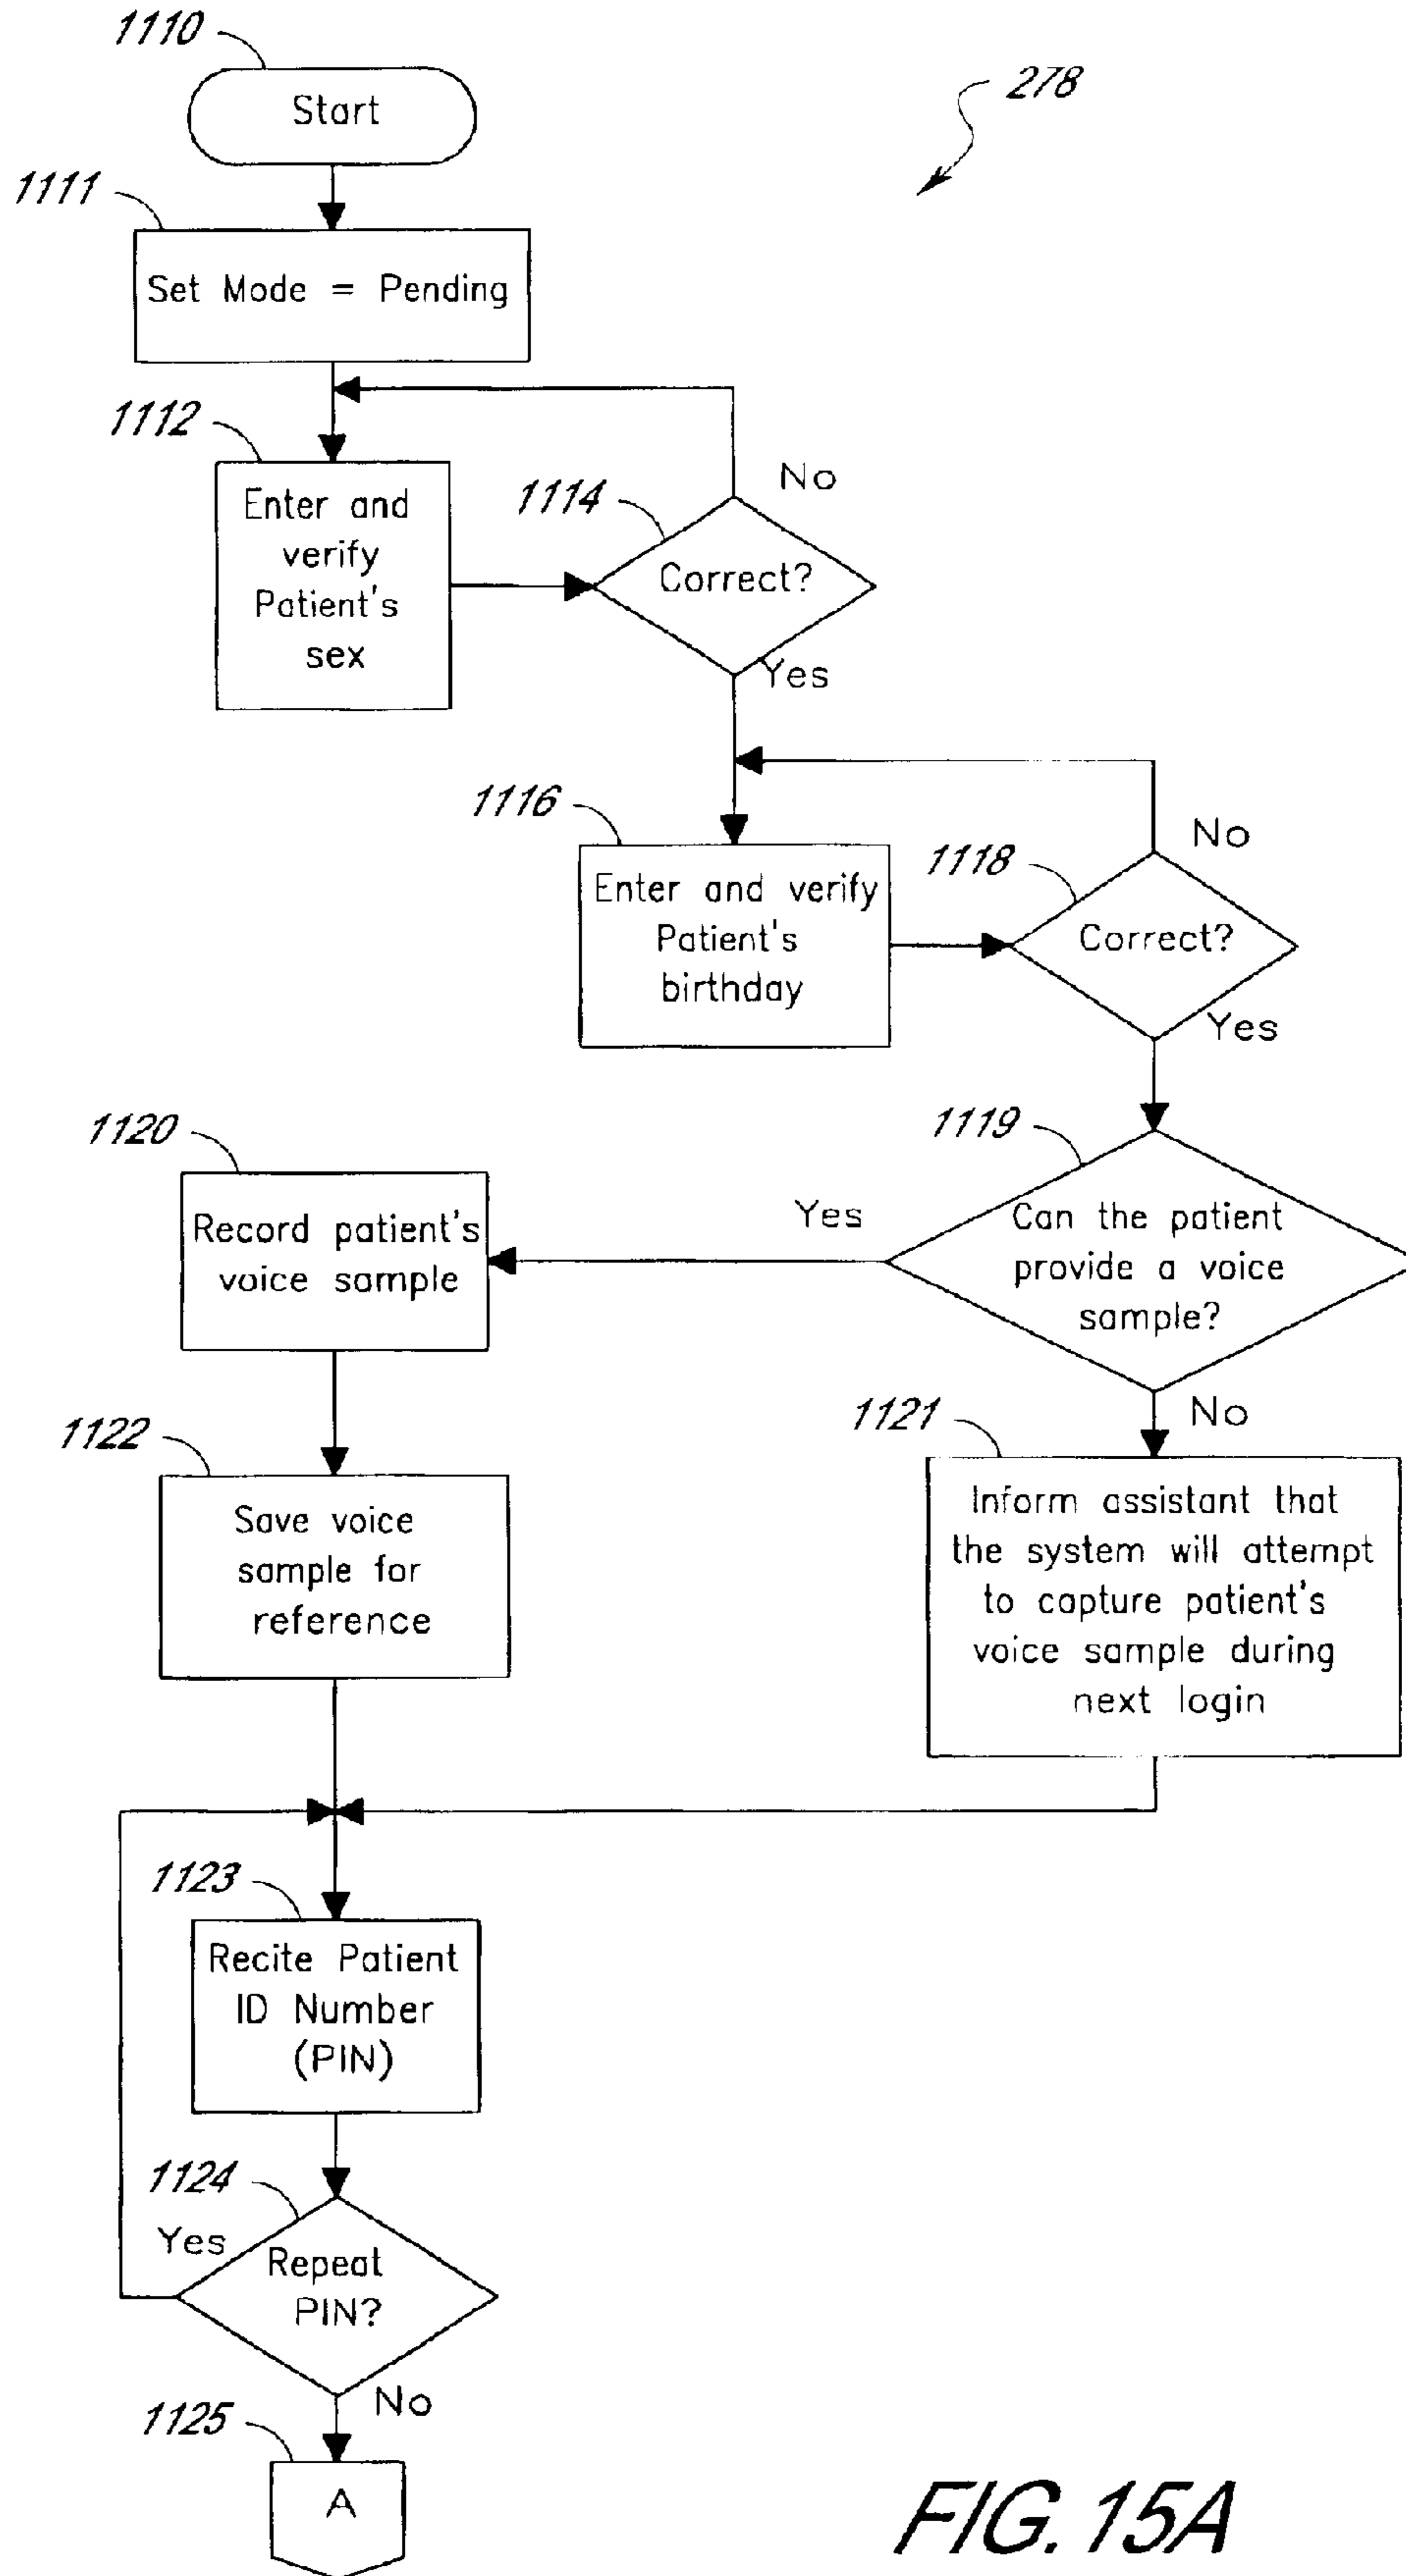 1110
Start
278
1111
Set Mode = Pending
1112
Enter and
verify
Patient's
sex
1114
Correct?
No
Yes
1116
Enter and verify
Patient's
birthday
1118
Correct?
No
Yes
1119
Can the patient
provide a voice
sample?
Yes
No
1120
Record patient's
voice sample
1121
Inform assistant that
the system will attempt
to capture patient's
voice sample during
next login
1122
Save voice
sample for
reference
1123
Recite Patient
ID Number
(PIN)
1124
Yes
Repeat
PIN?
No
1125
A
FIG. 15A